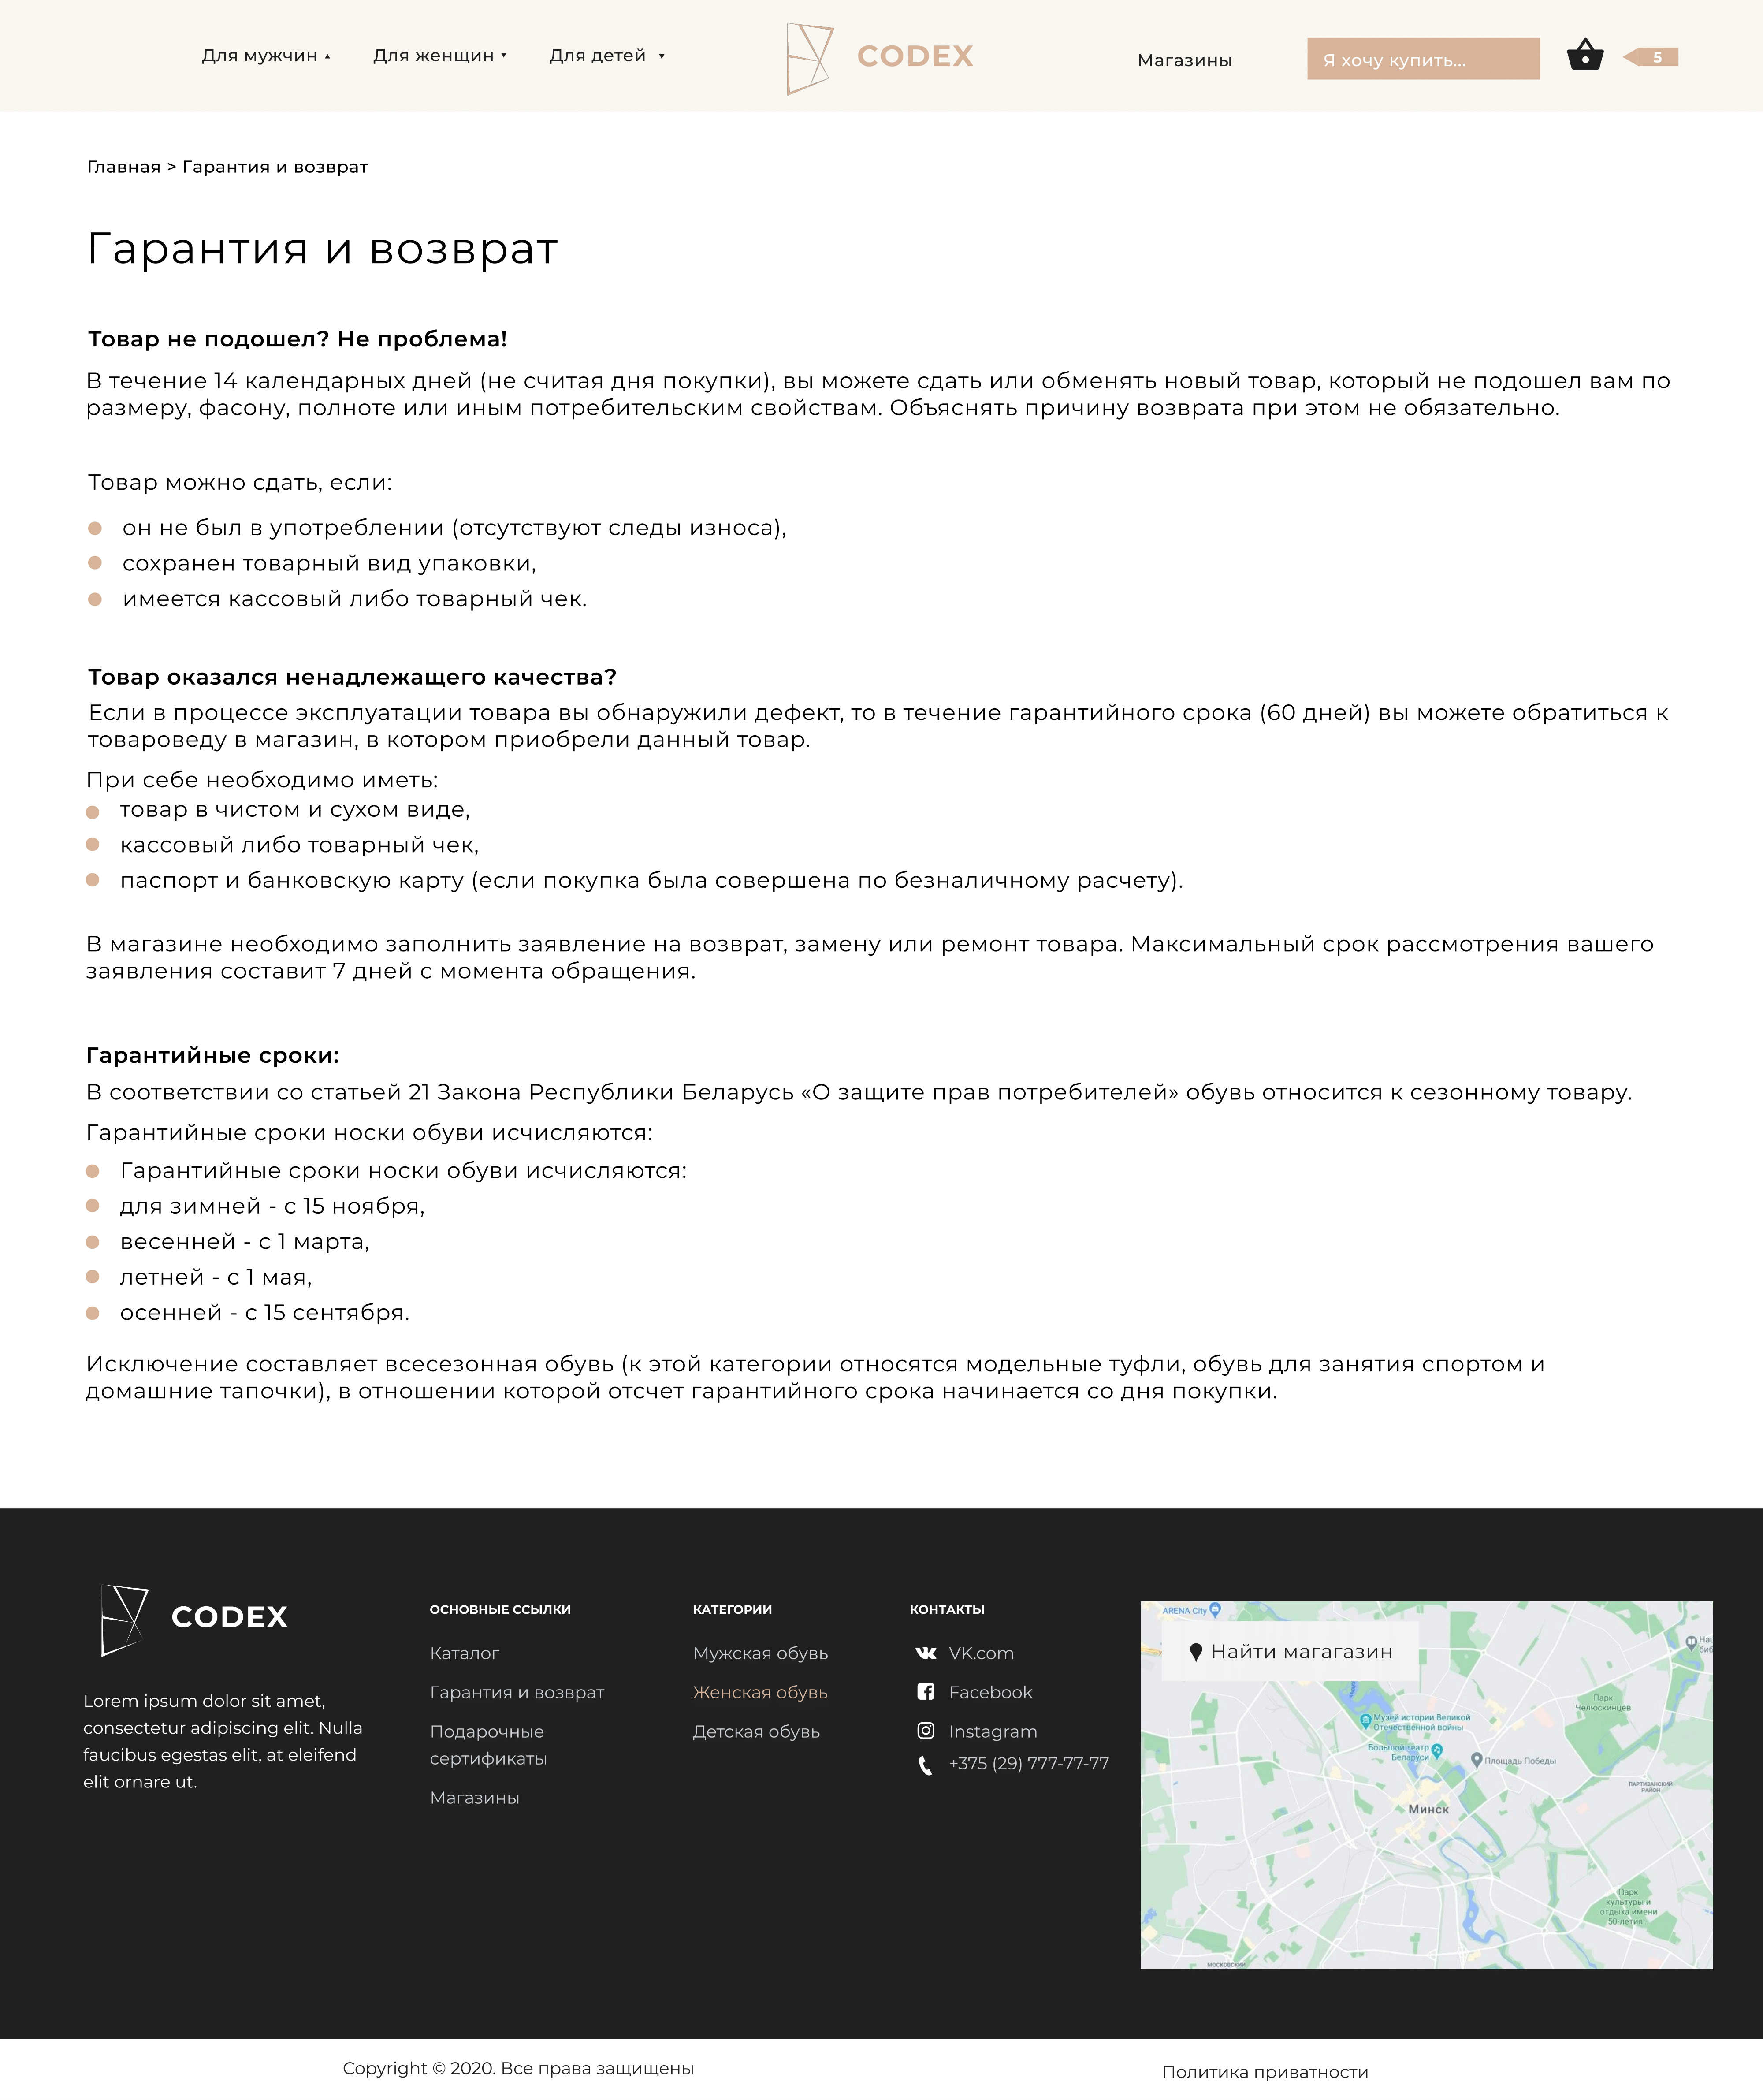 Для мужчин
Для женщин
Для детей
CODEX
Магазины
Я хочу купить...
5
Главная > Гарантия и возврат
Гарантия и возврат
Товар не подошел? Не проблема!
В течение 14 календарных дней (не считая дня покупки), вы можете сдать или обменять новый товар, который не подошел вам по
размеру, фасону, полноте или иным потребительским свойствам. Объяснять причину возврата при этом не обязательно.
Товар можно сдать, если:
он не был в употреблении (отсутствуют следы износа),
сохранен товарный вид упаковки,
имеется кассовый либо товарный чек.
Товар оказался ненадлежащего качества?
Если в процессе эксплуатации товара вы обнаружили дефект, то в течение гарантийного срока (60 дней) вы можете обратиться к
товароведу в магазин, в котором приобрели данный товар.
При себе необходимо иметь:
товар в чистом и сухом виде,
кассовый либо товарный чек,
паспорт и банковскую карту (если покупка была совершена по безналичному расчету).
В магазине необходимо заполнить заявление на возврат, замену или ремонт товара. Максимальный срок рассмотрения вашего
заявления составит 7 дней с момента обращения.
Гарантийные сроки:
В соответствии со статьей 21 Закона Республики Беларусь «О защите прав потребителей» обувь относится к сезонному товару.
Гарантийные сроки носки обуви исчисляются:
Гарантийные сроки носки обуви исчисляются:
для зимней - с 15 ноября,
весенней - с 1 марта,
летней - с 1 мая,
осенней - с 15 сентября.
Исключение составляет всесезонная обувь (к этой категории относятся модельные туфли, обувь для занятия спортом и
домашние тапочки), в отношении которой отсчет гарантийного срока начинается со дня покупки.
CODEX
Lorem ipsum dolor sit amet,
consectetur adipiscing elit. Nulla
faucibus egestas elit, at eleifend
elit ornare ut.
ОСНОВНЫЕ ССЫЛКИ
Каталог
Гарантия и возврат
Подарочные
сертификаты
Магазины
КАТЕГОРИИ
Мужская обувь
Женская обувь
Детская обувь
КОНТАКТЫ
VK.com
Facebook
Instagram
+375 (29) 777-77-77
ARENA City
Найти магагазин
Парк
Челюскинцев
Музей истории Великой
Отечественной войны
Большой театр
Беларуси
Площадь Победы
ПАРТИЗАНСКИЙ
РАЙОН
Минск
Парк
культуры и
отдыха имени
50-летия
МОСКОВСКИЙ
Copyright © 2020. Все права защищены
Политика приватности